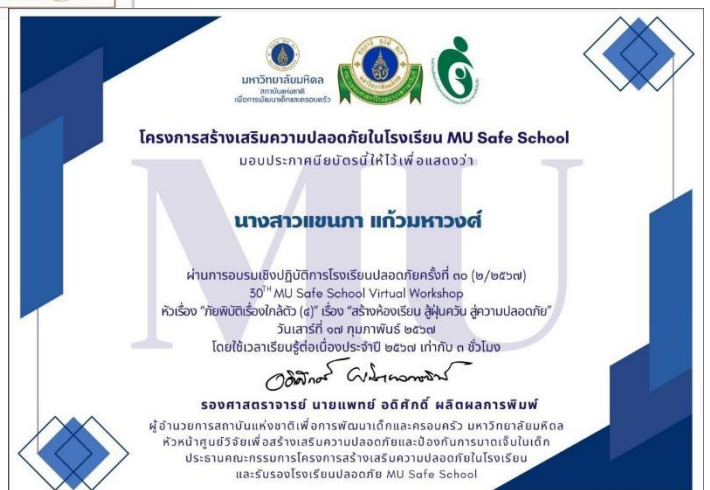 มหาวิทยาลัยมหิดล
สถาบันแห่งชาติ
เพื่อการพัฒนาเด็กและครอบครัว
โครงการสร้างเสริมความปลอดภัยในโรงเรียน MU Safe School
มอบประกาศนียบัตรนี้ให้ไว้เพื่อแสดงว่า
MU
นางสาวแขนภา แก้วมหาวงศ์
ผ่านการอบรมเชิงปฏิบัติการโรงเรียนปลอดภัยครั้งที่ ๓๐ (๒/๒๕๖๗)
30TH MU Safe School Virtual Workshop
หัวเรื่อง "ภัยพิบัติเรื่องใกล้ตัว (๔)" เรื่อง "สร้างห้องเรียน สู้ฝุ่นควัน สู่ความปลอดภัย"
วันเสาร์ที่ ๑๗ กุมภาพันธ์ ๒๕๖๗
โดยใช้เวลาเรียนรู้ต่อเนื่องประจำปี ๒๕๖๗ เท่ากับ ๓ ชั่วโมง
รองศาสตราจารย์ นายแพทย์ อดิศักดิ์ ผลิตผลการพิมพ์
ผู้อำนวยการสถาบันแห่งชาติเพื่อการพัฒนาเด็กและครอบครัว มหาวิทยาลัยมหิดล
หัวหน้าศูนย์วิจัยเพื่อสร้างเสริมความปลอดภัยและป้องกันการบาดเจ็บในเด็ก
ประธานคณะกรรมการโครงการสร้างเสริมความปลอดภัยในโรงเรียน
และรับรองโรงเรียนปลอดภัย MU Safe School